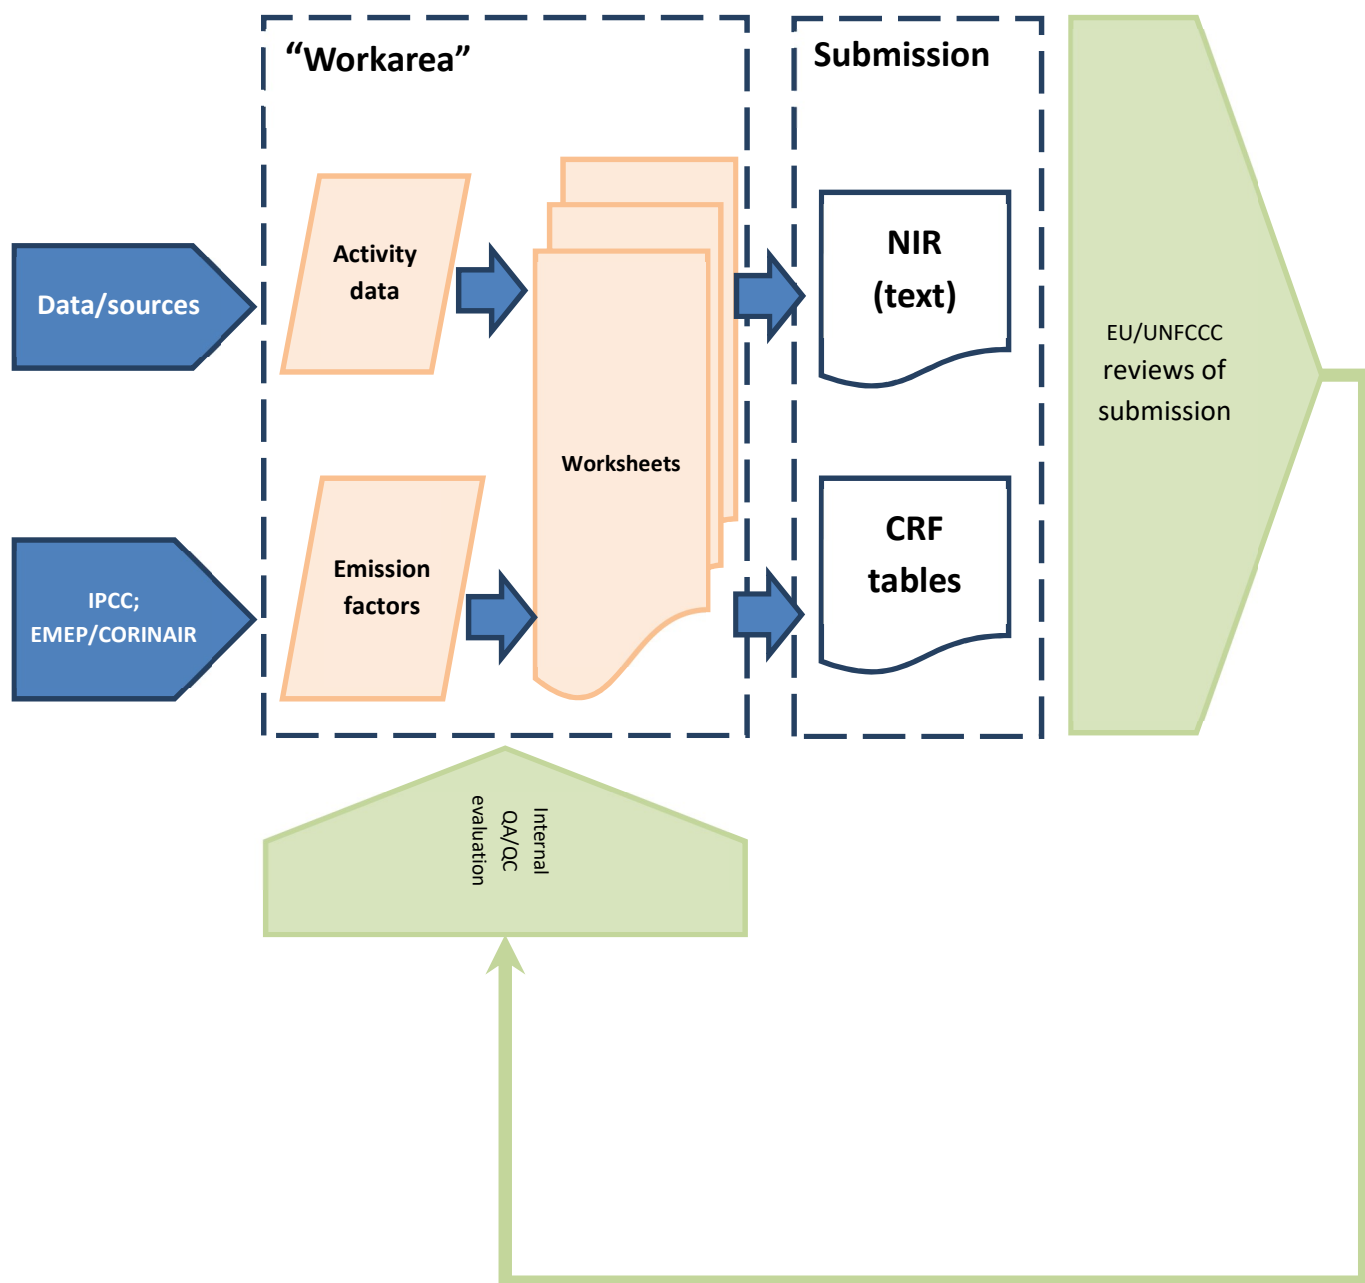 “Workarea”
Submission
Data/sources
Activity
data
NIR
(text)
EU/UNFCCC
reviews of
submission
Worksheets
IPCC;
EMEP/CORINAIR
Emission
factors
CRF
tables
Internal
QA/QC
evaluation